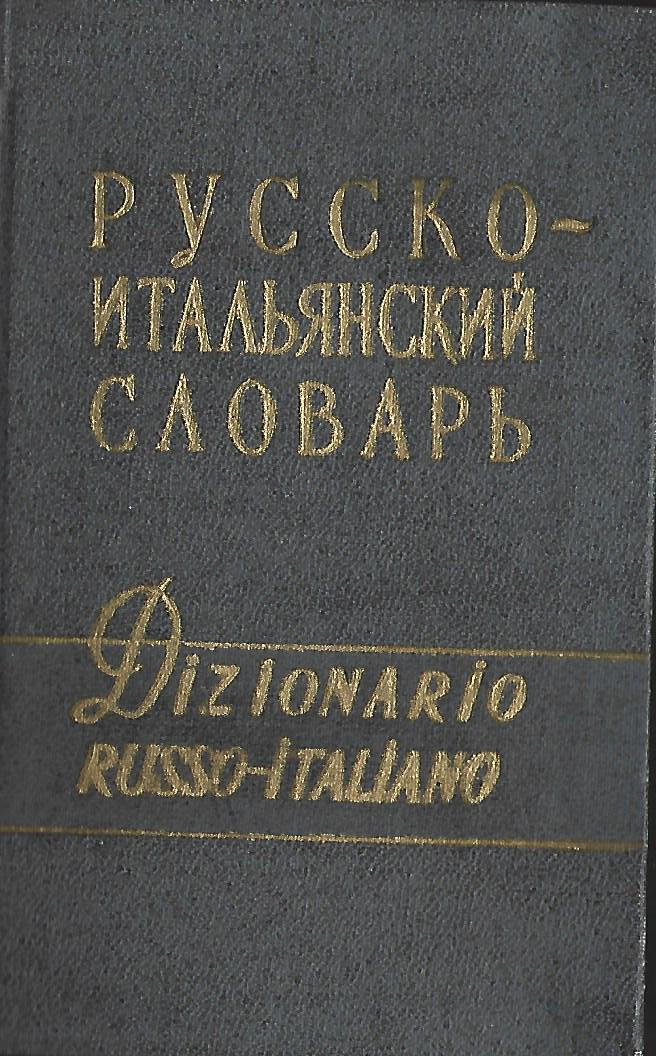 РУССКО-
ИТАЛЬЯНСКИЙ
СЛОВАРЬ
DIZIONARIO
RUSSO-ITALIANO